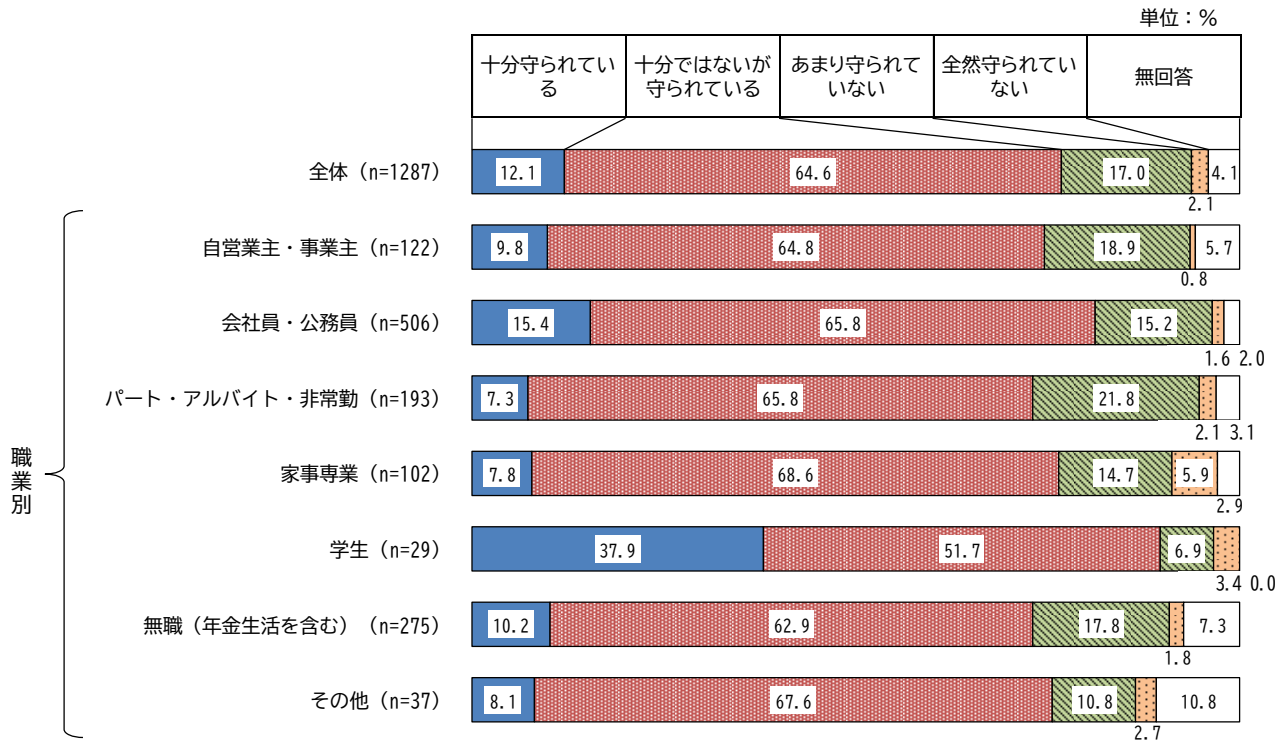 単位：%
十分守られてい
る
十分ではないが
守られている
あまり守られて
いない
全然守られてい
ない
無回答
全体（n=1287）
12.1
64.6
17.0
2.1
4.1
職業別
自営業主・事業主（n=122）
9.8
64.8
18.9
0.8
5.7
会社員・公務員（n=506）
15.4
65.8
15.2
1.6
2.0
パート・アルバイト・非常勤（n=193）
7.3
65.8
21.8
2.1
3.1
家事専業（n=102）
7.8
68.6
14.7
5.9
2.9
学生（n=29）
37.9
51.7
6.9
3.4
0.0
無職（年金生活を含む）（n=275）
10.2
62.9
17.8
1.8
7.3
その他（n=37）
8.1
67.6
10.8
2.7
10.8